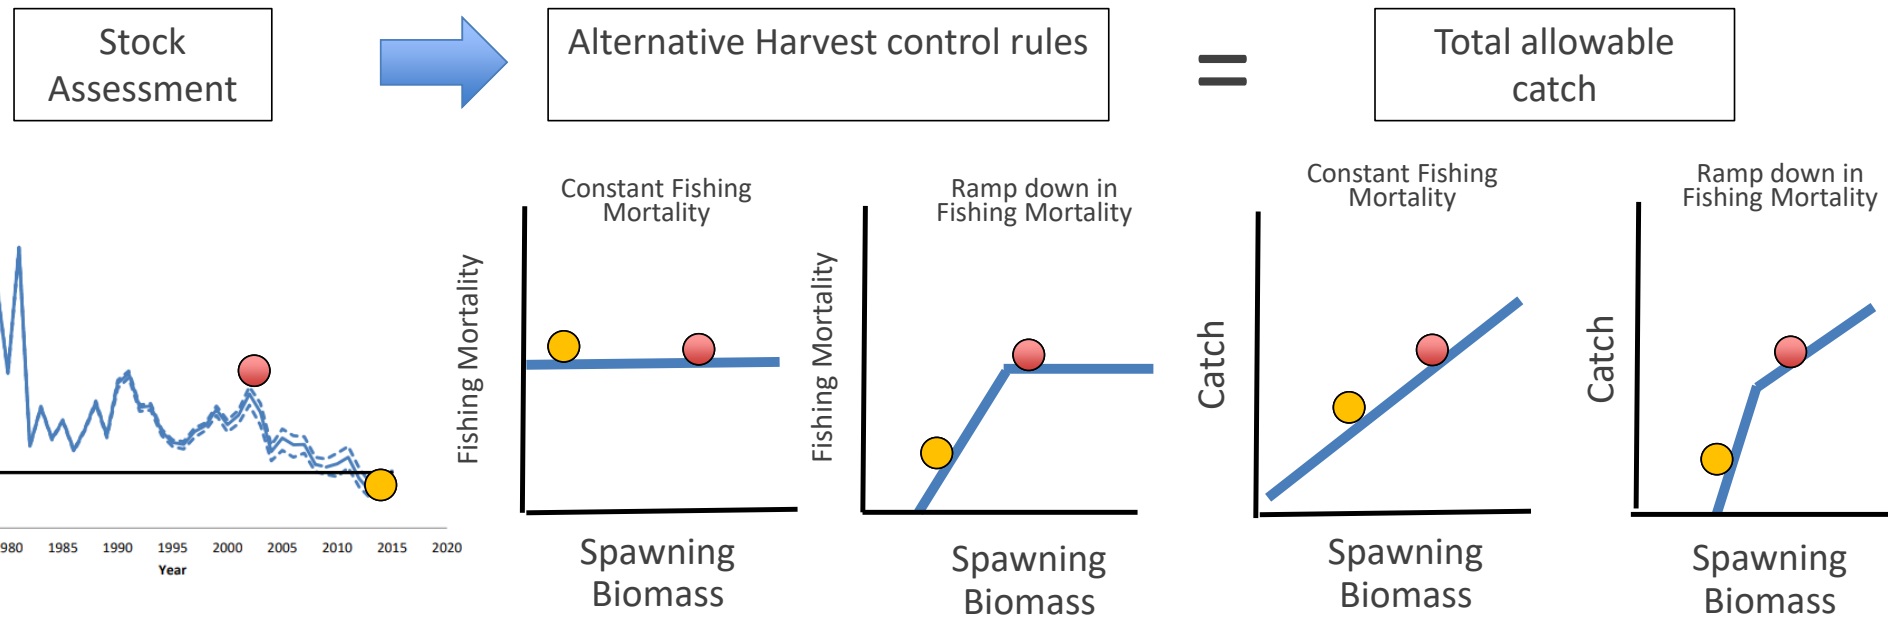 Stock
Assessment
Alternative Harvest control rules
=
Total allowable
catch
Constant Fishing
Mortality
Ramp down in
Fishing Mortality
Constant Fishing
Mortality
Ramp down in
Fishing Mortality
Fishing Mortality
Fishing Mortality
Catch
Catch
980 1985 1990 1995 2000 2005 2010 2015 2020
Year
Spawning
Biomass
Spawning
Biomass
Spawning
Biomass
Spawning
Biomass